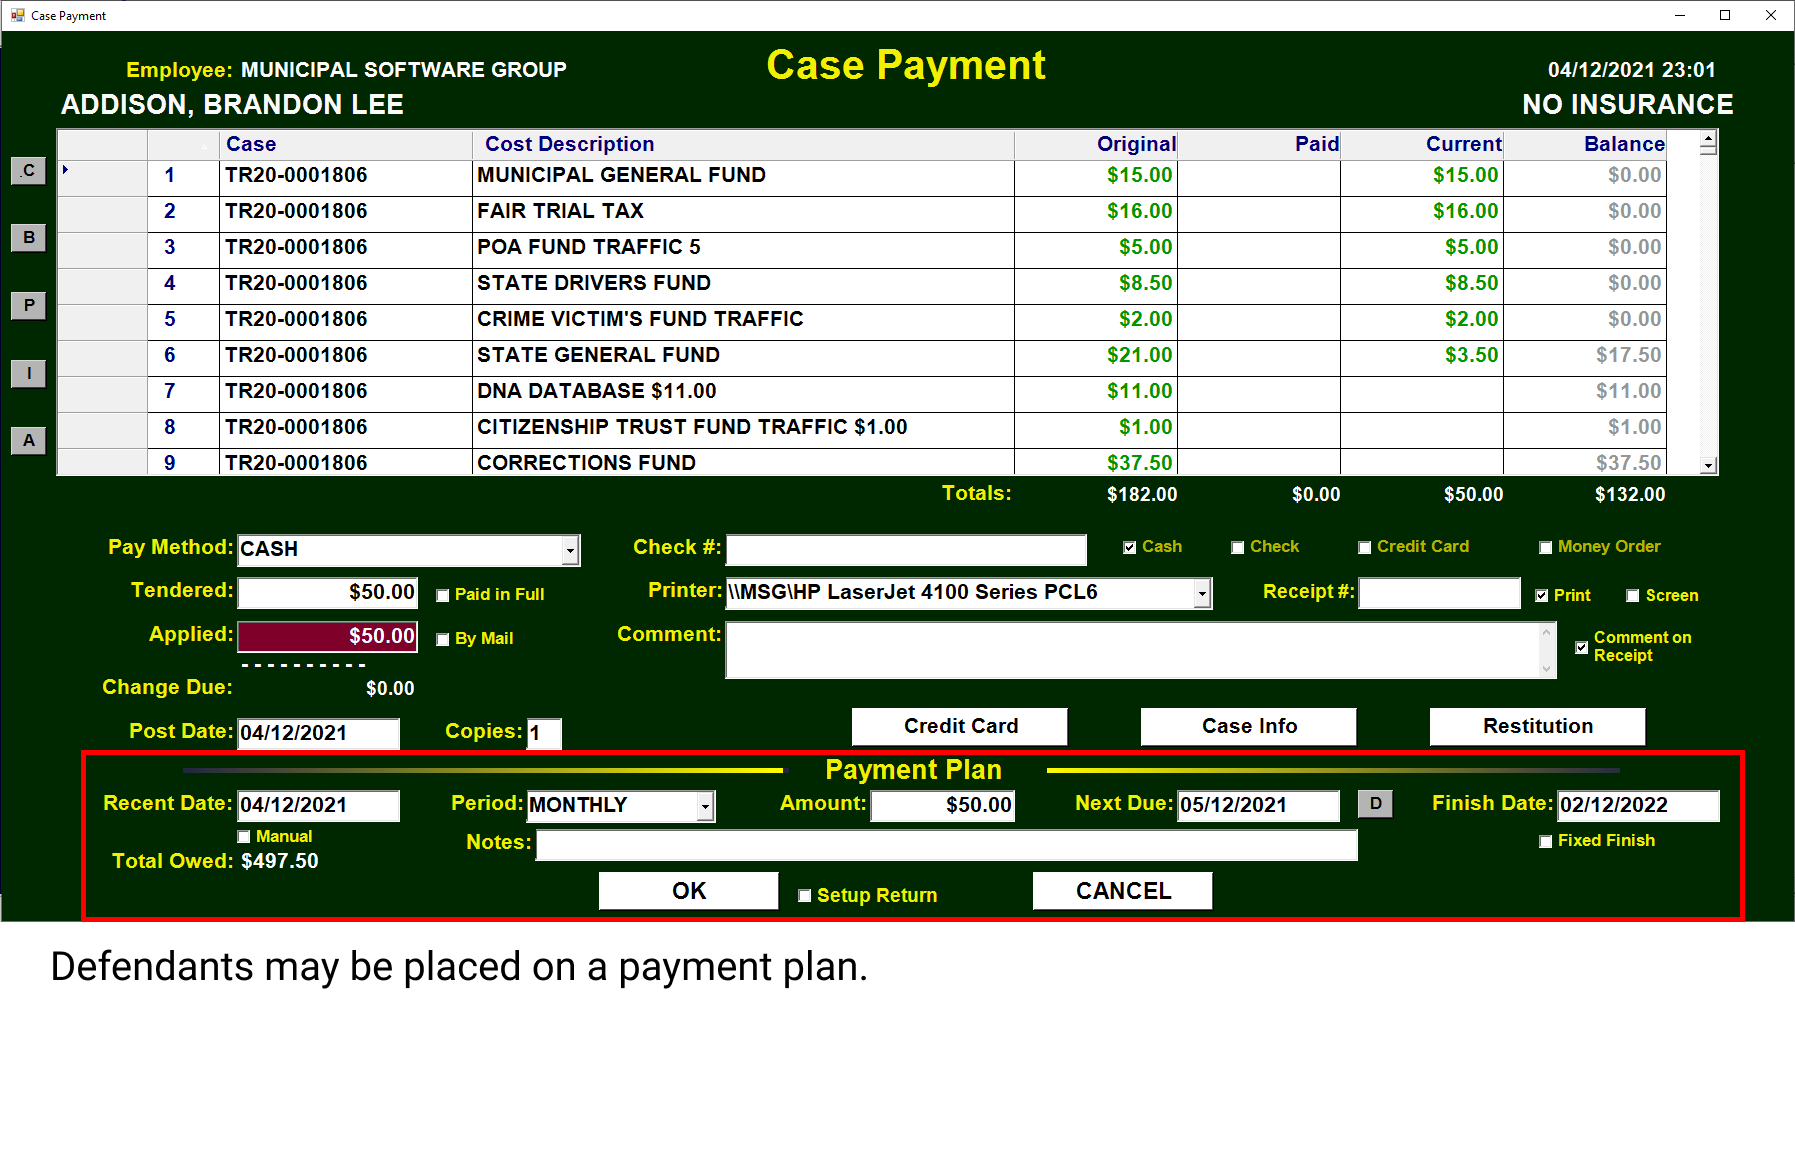 Case Payment
Employee: MUNICIPAL SOFTWARE GROUP
Case Payment
04/12/2021 23:01
ADDISON, BRANDON LEE
NO INSURANCE
Case Cost Description Original Paid Current Balance
1 TR20-0001806 MUNICIPAL GENERAL FUND $15.00 $15.00 $0.00
2 TR20-0001806 FAIR TRIAL TAX $16.00 $16.00 $0.00
3 TR20-0001806 POA FUND TRAFFIC 5 $5.00 $5.00 $0.00
4 TR20-0001806 STATE DRIVERS FUND $8.50 $8.50 $0.00
5 TR20-0001806 CRIME VICTIM'S FUND TRAFFIC $2.00 $2.00 $0.00
6 TR20-0001806 STATE GENERAL FUND $21.00 $3.50 $17.50
7 TR20-0001806 DNA DATABASE $11.00 $11.00 $11.00
8 TR20-0001806 CITIZENSHIP TRUST FUND TRAFFIC $1.00 $1.00 $1.00
9 TR20-0001806 CORRECTIONS FUND $37.50 $37.50
.C
B
P
I
A
Totals: $182.00 $0.00 $50.00 $132.00
Pay Method: CASH Check #: Cash Check Credit Card Money Order
Tendered: $50.00 Paid in Full Printer: \\MSG\HP LaserJet 4100 Series PCL6 Receipt #: Print Screen
Applied: $50.00 By Mail Comment: Comment on
Receipt
----------
Change Due: $0.00
Post Date: 04/12/2021 Copies: 1 Credit Card Case Info Restitution
Payment Plan
Recent Date: 04/12/2021 Period: MONTHLY Amount: $50.00 Next Due: 05/12/2021 D Finish Date: 02/12/2022
Manual Notes: Fixed Finish
Total Owed: $497.50
OK Setup Return CANCEL
Defendants may be placed on a payment plan.